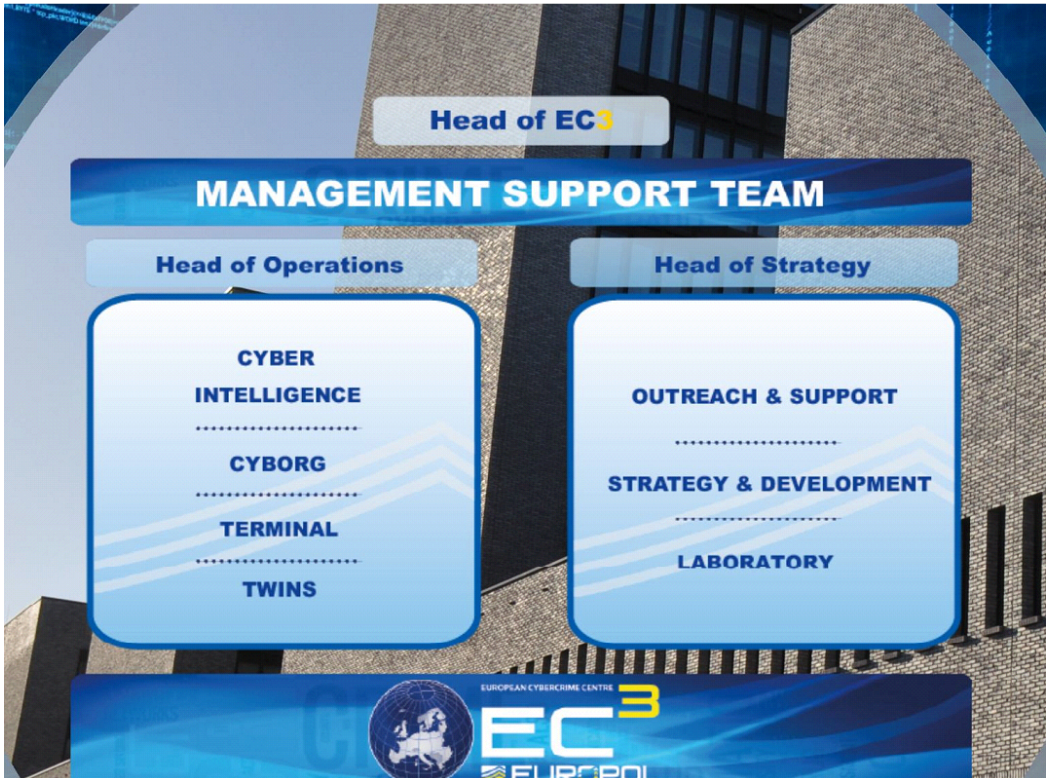 Head of EC3
MANAGEMENT SUPPORT TEAM
Head of Operations
Head of Strategy
CYBER
INTELLIGENCE
CYBORG
TERMINAL
TWINS
OUTREACH & SUPPORT
STRATEGY & DEVELOPMENT
LABORATORY
EUROPEAN CYBERCRIME CENTRE
EC3
EUROPOL